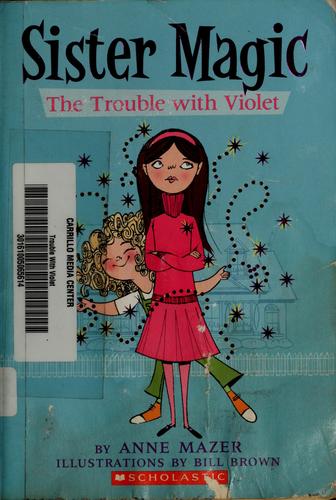 Sister Magic
The Trouble with Violet
CARRILLO MEDIA CENTER
Trouble With Violet
30161005065614
BY ANNE MAZER
ILLUSTRATIONS BY BILL BROWN
SCHOLASTIC